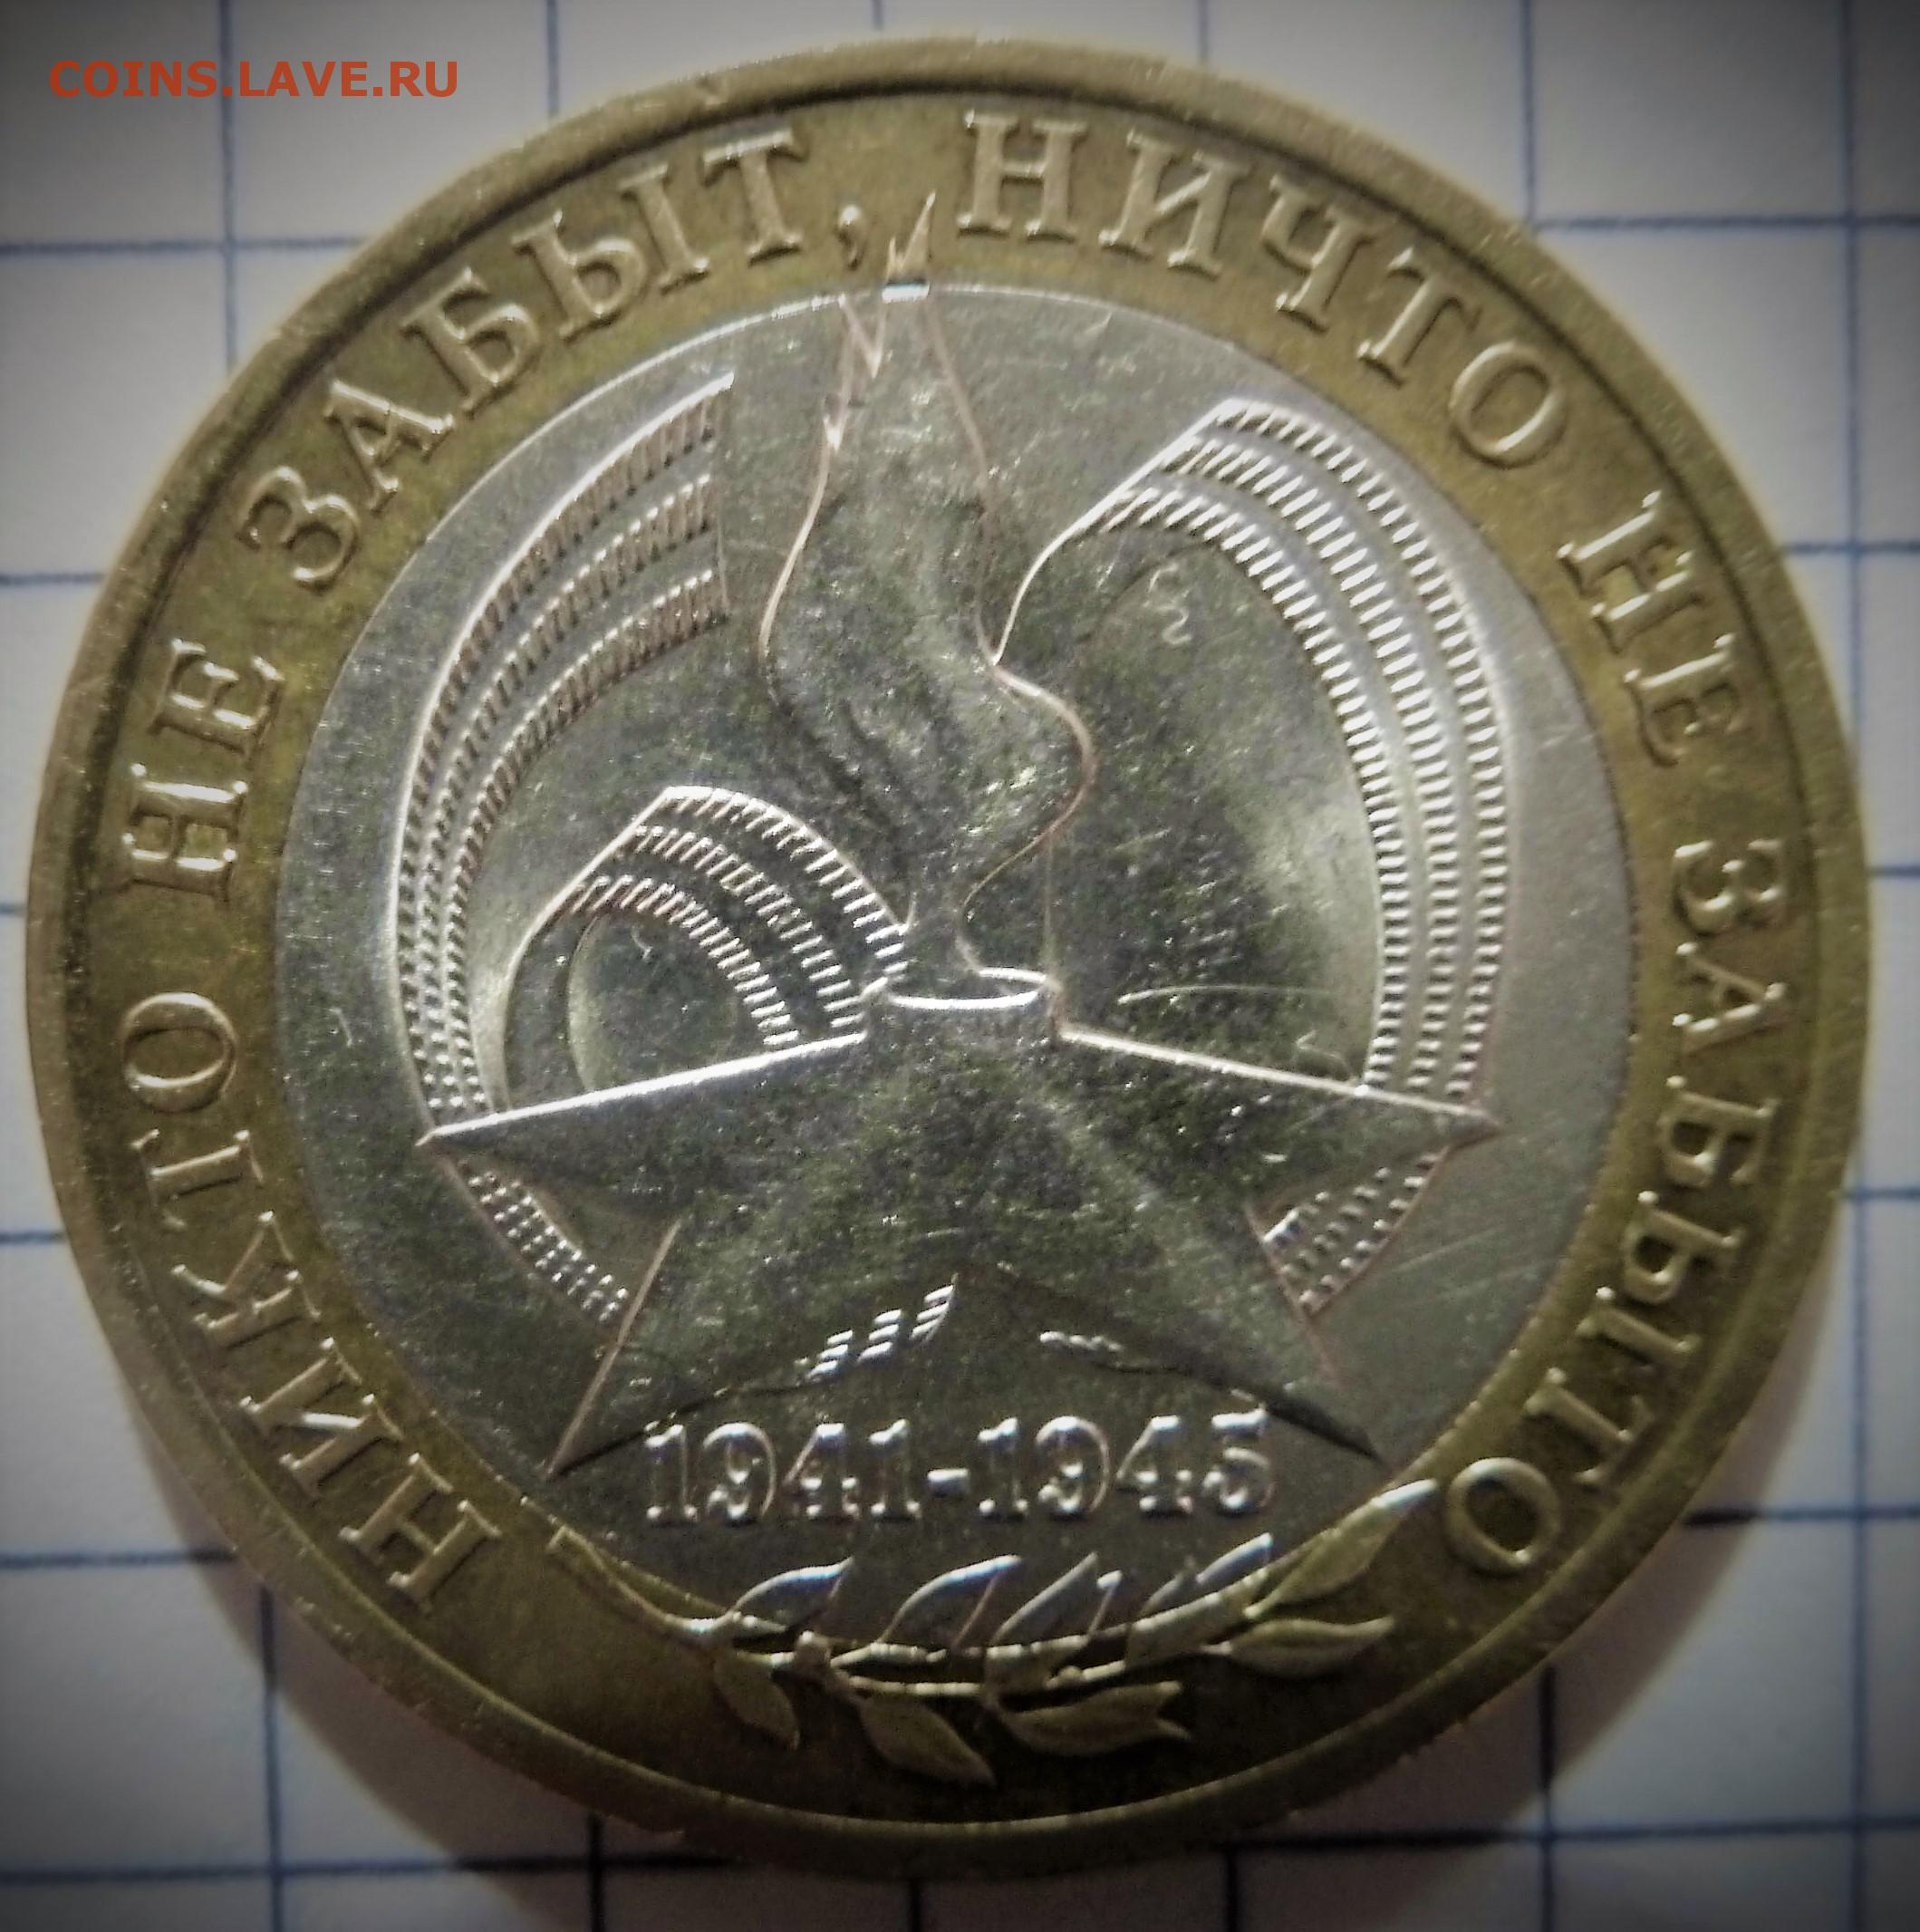 COINS.LAVE.RU
НИКТО НЕ ЗАБЫТ, НИЧТО НЕ ЗАБЫТО
1941-1945